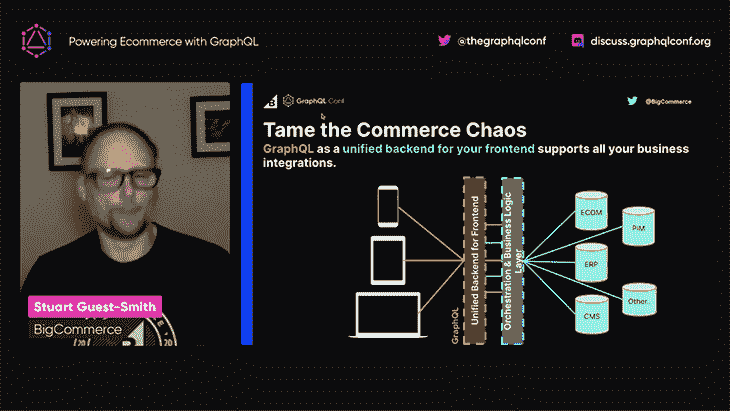 Powering Ecommerce with GraphQL
@thegraphqlconf
discuss.graphqlconf.org
GraphQL Conf
@BigCommerce
Tame the Commerce Chaos
GraphQL as a unified backend for your frontend supports all your business
integrations.
GraphQL
Unified Backend for Frontend
Orchestration & Business Logic
Layer
ECOM
PIM
ERP
Other..
CMS
Stuart Guest-Smith
BigCommerce
20
20